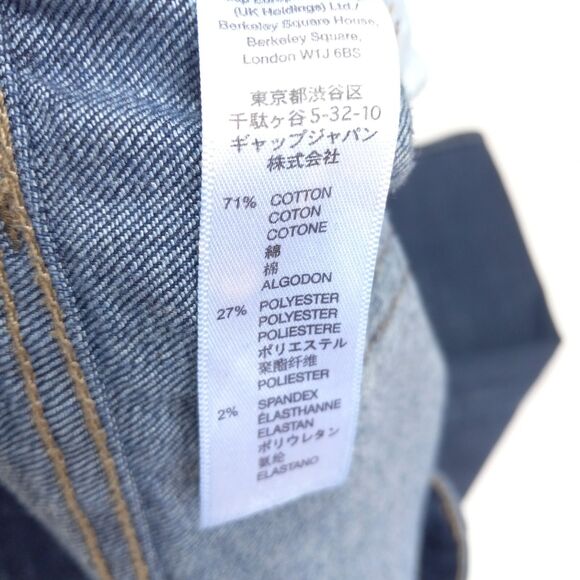 (UK Holdings) Ltd./
Berkeley Square House,
Berkeley Square,
London W1J 6BS
東京都渋谷区
千駄ヶ谷5-32-10
ギャップジャパン
株式会社
71% COTTON
COTON
COTONE
綿
棉
ALGODON
27% POLYESTER
POLYESTER
POLIESTERE
ポリエステル
聚酯纤维
POLIESTER
2% SPANDEX
ÉLASTHANNE
ELASTAN
ポリウレタン
氨纶
ELASTANO